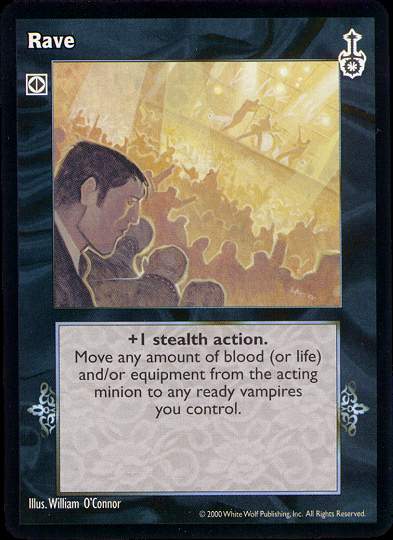 Rave
+1 stealth action.
Move any amount of blood (or life)
and/or equipment from the acting
minion to any ready vampires
you control.
Illus. William O'Connor
© 2000 White Wolf Publishing, Inc. All Rights Reserved.